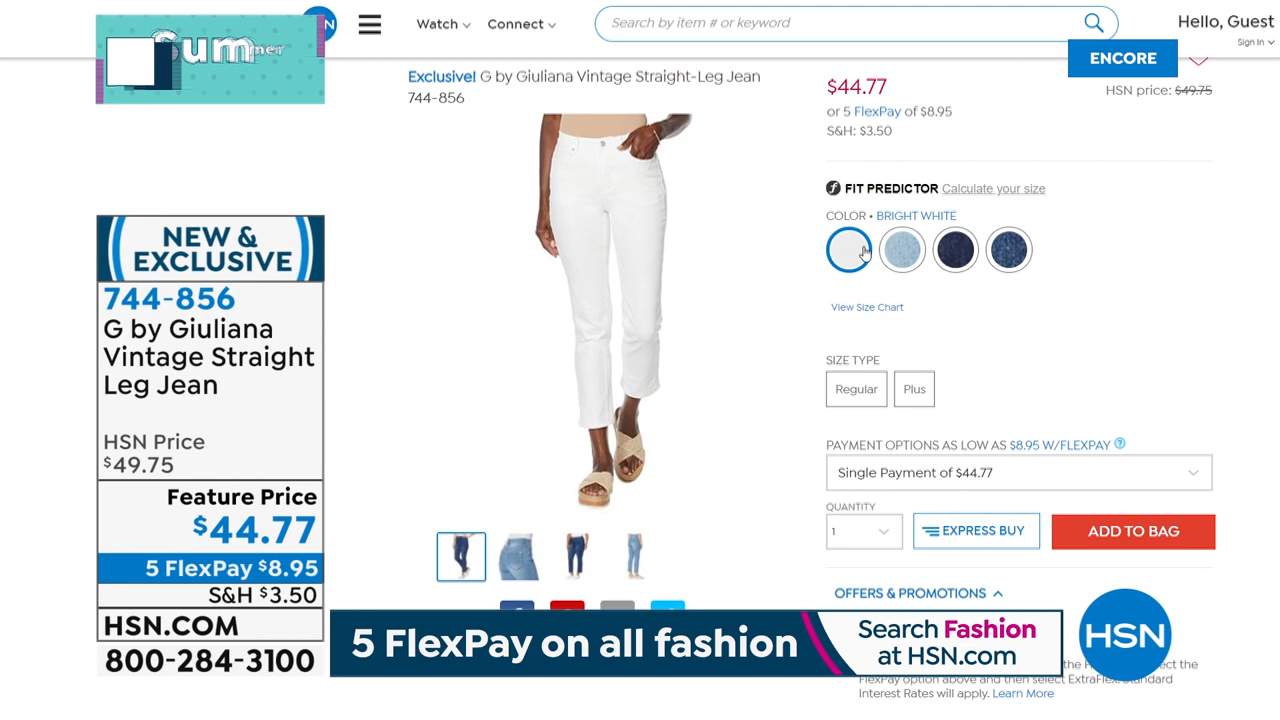 Summer
Watch
Connect
Search by item # or keyword
Hello, Guest
Sign In
ENCORE
Exclusive! G by Giuliana Vintage Straight-Leg Jean
744-856
$44.77
HSN price: $49.75
or 5 FlexPay of $8.95
S&H: $3.50
FIT PREDICTOR Calculate your size
COLOR • BRIGHT WHITE
View Size Chart
SIZE TYPE
Regular
Plus
PAYMENT OPTIONS AS LOW AS $8.95 W/FLEXPAY
Single Payment of $44.77
QUANTITY
1
EXPRESS BUY
ADD TO BAG
OFFERS & PROMOTIONS
FlexPay option above and then select ExtraFlex. Standard
Interest Rates will apply. Learn More
NEW &
EXCLUSIVE
744-856
G by Giuliana
Vintage Straight
Leg Jean
HSN Price
$49.75
Feature Price
$44.77
5 FlexPay $8.95
S&H $3.50
HSN.COM
800-284-3100
5 FlexPay on all fashion
Search Fashion
at HSN.com
HSN